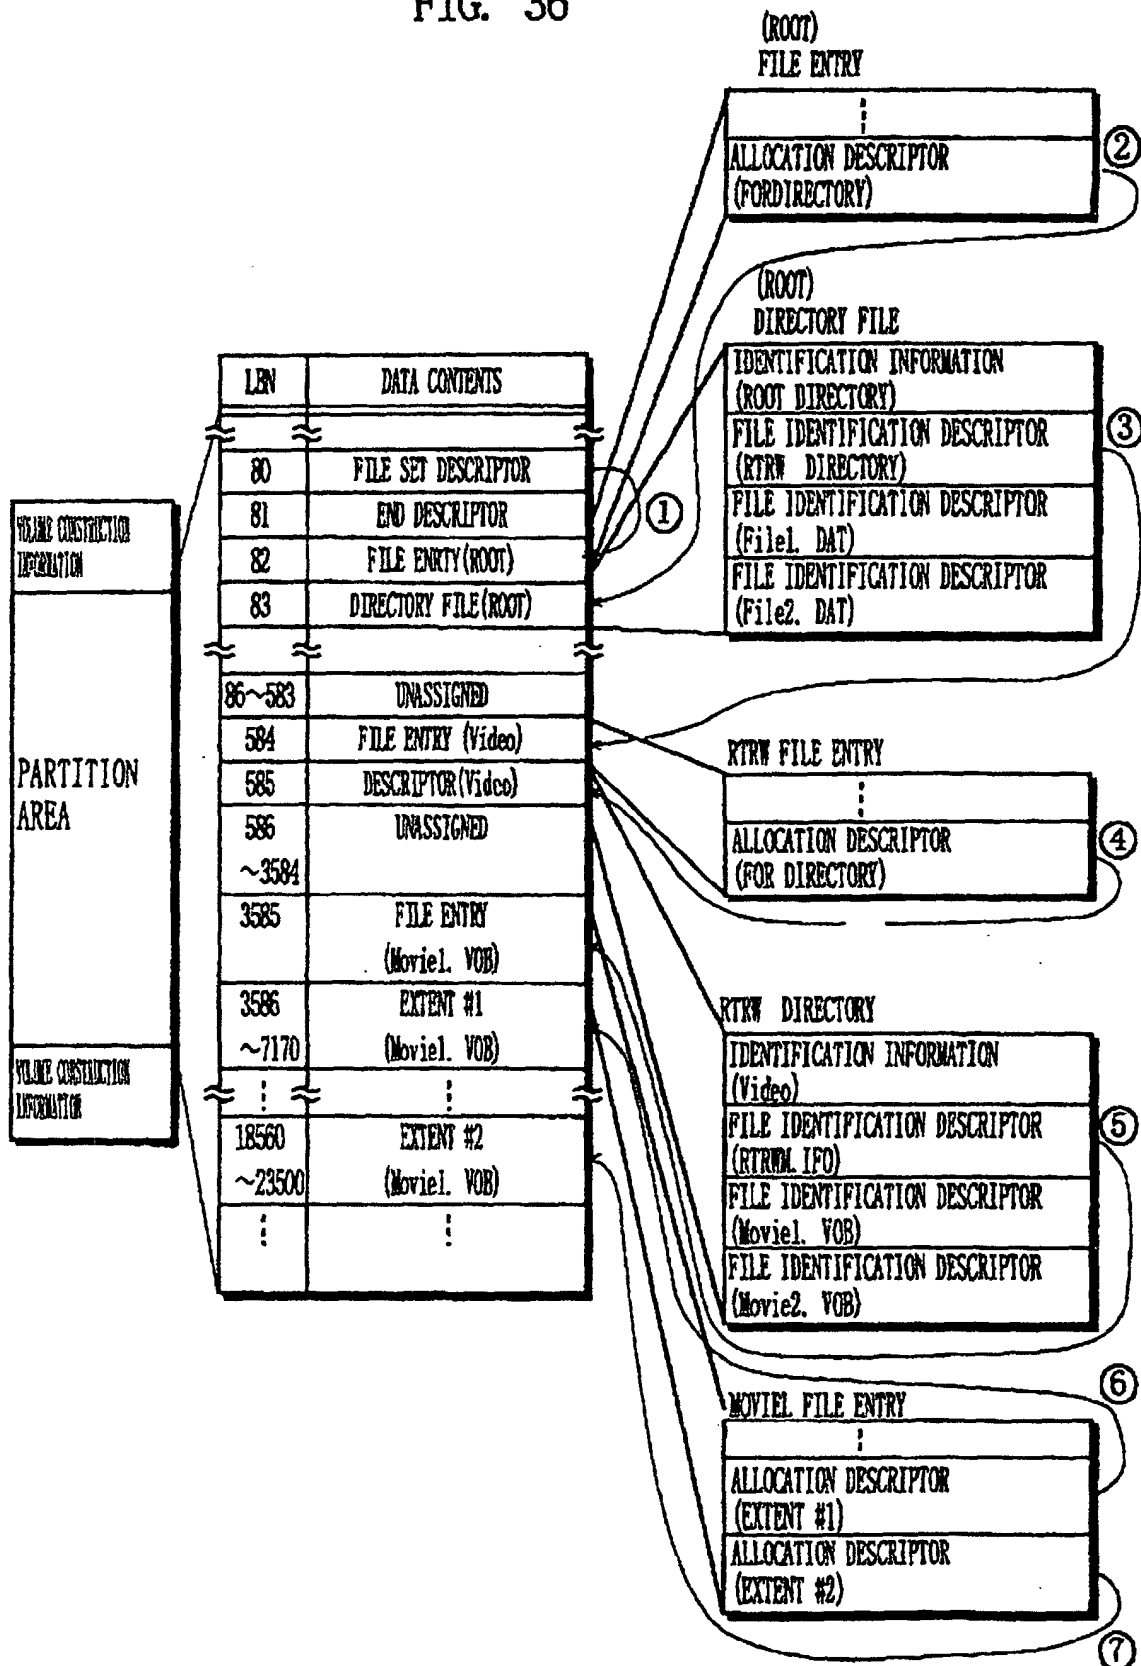 FIG. 36
(ROOT)
FILE ENTRY
ALLOCATION DESCRIPTOR
(FORDIRECTORY)
②
(ROOT)
DIRECTORY FILE
IDENTIFICATION INFORMATION
(ROOT DIRECTORY)
FILE IDENTIFICATION DESCRIPTOR
(RTRW DIRECTORY)
③
FILE IDENTIFICATION DESCRIPTOR
(File1. DAT)
FILE IDENTIFICATION DESCRIPTOR
(File2. DAT)
LBN DATA CONTENTS
80 FILE SET DESCRIPTOR
81 END DESCRIPTOR
①
82 FILE ENRTY(ROOT)
83 DIRECTORY FILE(ROOT)
86~583 UNASSIGNED
584 FILE ENTRY (Video)
585 DESCRIPTOR(Video)
586 UNASSIGNED
~3584
3585 FILE ENTRY
(Movie1. VOB)
3586 EXTENT #1
~7170 (Movie1. VOB)
18560 EXTENT #2
~23500 (Movie1. VOB)
VOLUME CONSTRUCTION
INFORMATION
PARTITION
AREA
VOLUME CONSTRUCTION
INFORMATION
RTRW FILE ENTRY
ALLOCATION DESCRIPTOR
(FOR DIRECTORY)
④
RTRW DIRECTORY
IDENTIFICATION INFORMATION
(Video)
FILE IDENTIFICATION DESCRIPTOR
(RTRWM. IFO)
⑤
FILE IDENTIFICATION DESCRIPTOR
(Movie1. VOB)
FILE IDENTIFICATION DESCRIPTOR
(Movie2. VOB)
⑥
MOVIE1 FILE ENTRY
ALLOCATION DESCRIPTOR
(EXTENT #1)
ALLOCATION DESCRIPTOR
(EXTENT #2)
⑦